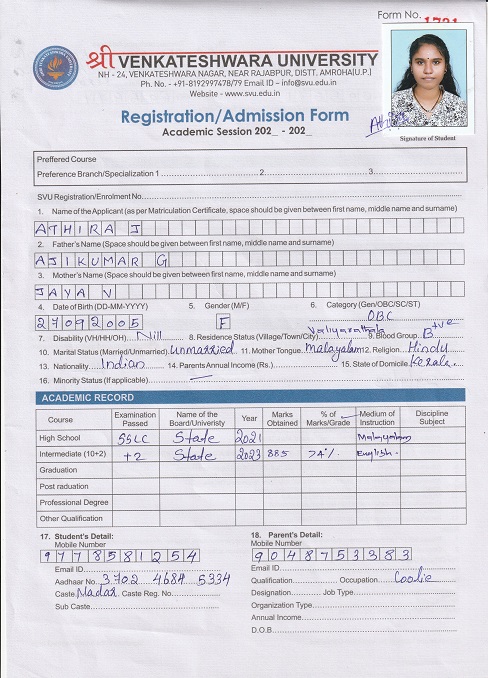 Form No. 1721
श्री VENKATESHWARA UNIVERSITY
NH - 24, VENKATESHWARA NAGAR, NEAR RAJABPUR, DISTT. AMROHA(U.P.)
Ph. No. - +91-8192997478/79 Email ID - info@svu.edu.in
Website - www.svu.edu.in
Registration/Admission Form
Academic Session 202_ - 202_
Signature of Student
Preffered Course
Preference Branch/Specialization 1 2 3
SVU Registration/Enrolment No.
1. Name of the Applicant (as per Matriculation Certificate, space should be given between first name, middle name and surname)
ATHIRA J
2. Father's Name (Space should be given between first name, middle name and surname)
AJIKUMAR G
3. Mother's Name (Space should be given between first name, middle name and surname)
JAYA V
4. Date of Birth (DD-MM-YYYY) 5. Gender (M/F) 6. Category (Gen/OBC/SC/ST)
27092005 F OBC
7. Disability (VH/HH/OH) Nill 8. Residence Status (Village/Town/City) 9. Blood Group B+ve
10. Marital Status (Married/Unmarried) Unmarried 11. Mother Tongue malayalam 12. Religion Hindu
13. Nationality Indian 14. Parents Annual Income (Rs.) 15. State of Domicile Kerala.
16. Minority Status (If applicable)
ACADEMIC RECORD
Course Examination Passed Name of the Board/Univeristy Year Marks Obtained % of Marks/Grade Medium of Instruction Discipline Subject
High School SSLC State 2021 Malayalam
Intermediate (10+2) +2 State 2023 885 74% English
Graduation
Post raduation
Professional Degree
Other Qualification
17. Student's Detail: 18. Parent's Detail:
Mobile Number Mobile Number
9778581254 9048753383
Email ID Email ID
Aadhaar No. 3702 4684 5334 Qualification Occupation Coolie
Caste Madar Caste Reg. No. Designation Job Type
Sub Caste Organization Type
Annual Income
D.O.B